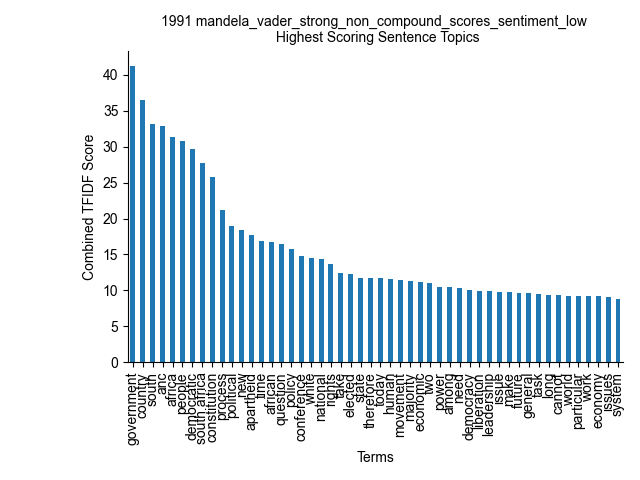 1991 mandela_vader_strong_non_compound_scores_sentiment_low
Highest Scoring Sentence Topics
Combined TFIDF Score
40
35
30
25
20
15
10
5
0
government
country
south
anc
africa
people
democratic
south africa
constitution
process
political
new
apartheid
time
african
question
policy
conference
white
national
rights
take
elected
state
therefore
today
human
movement
majority
economic
two
power
among
need
democracy
liberation
leadership
issue
make
future
general
task
long
cannot
world
particular
work
economy
issues
system
Terms